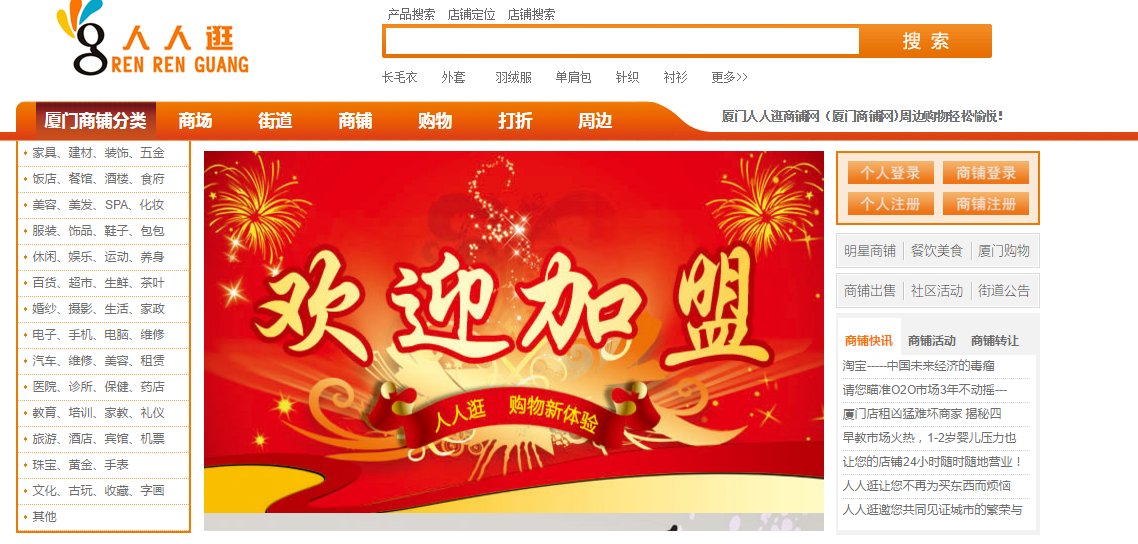 产品搜索 店铺定位 店铺搜索
人人逛
REN REN GUANG
搜 索
长毛衣 外套 羽绒服 单肩包 针织 衬衫 更多>>
厦门商铺分类 商场 街道 商铺 购物 打折 周边
厦门人人逛商铺网（厦门商铺网)周边购物轻松愉悦!
家具、建材、装饰、五金
饭店、餐馆、酒楼、食府
美容、美发、SPA、化妆
服装、饰品、鞋子、包包
休闲、娱乐、运动、养身
百货、超市、生鲜、茶叶
婚纱、摄影、生活、家政
电子、手机、电脑、维修
汽车、维修、美容、租赁
医院、诊所、保健、药店
教育、培训、家教、礼仪
旅游、酒店、宾馆、机票
珠宝、黄金、手表
文化、古玩、收藏、字画
其他
欢迎加盟
人人逛 购物新体验
个人登录 商铺登录
个人注册 商铺注册
明星商铺 餐饮美食 厦门购物
商铺出售 社区活动 街道公告
商铺快讯 商铺活动 商铺转让
淘宝-----中国未来经济的毒瘤
请您瞄准O2O市场3年不动摇---
厦门店租凶猛难坏商家 揭秘四
早教市场火热，1-2岁婴儿压力也
让您的店铺24小时随时随地营业！
人人逛让您不再为买东西而烦恼
人人逛邀您共同见证城市的繁荣与